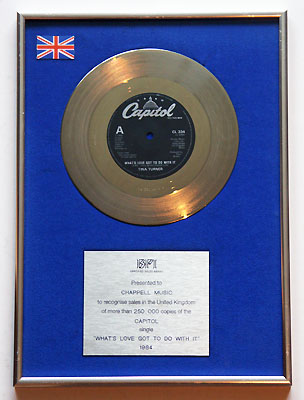 Capitol
A
CL 334
WHAT'S LOVE GOT TO DO WITH IT
TINA TURNER
BPI
Presented to
CHAPPELL MUSIC
to recognise sales in the United Kingdom
of more than 250,000 copies of the
CAPITOL
single
"WHAT'S LOVE GOT TO DO WITH IT"
1984